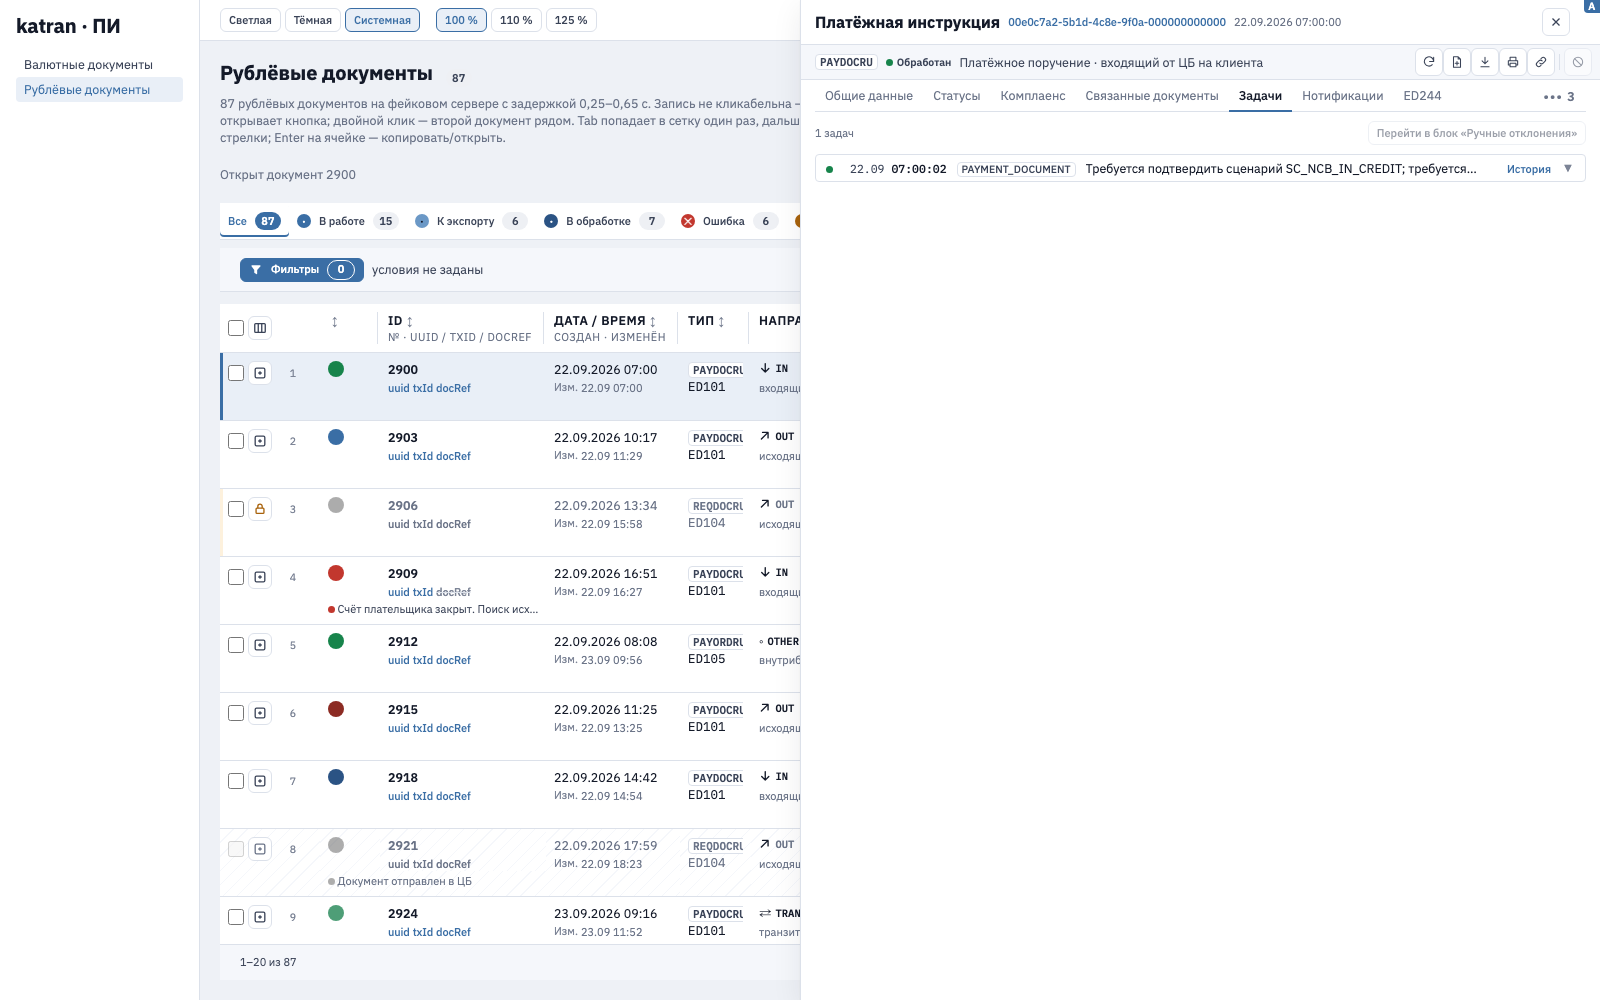 katran · ПИ
Валютные документы
Рублёвые документы
Светлая Тёмная Системная 100 % 110 % 125 %
Рублёвые документы 87
87 рублёвых документов на фейковом сервере с задержкой 0,25–0,65 с. Запись не кликабельна –
открывает кнопка; двойной клик — второй документ рядом. Tab попадает в сетку один раз, дальш
стрелки; Enter на ячейке — копировать/открыть.
Открыт документ 2900
Все 87 В работе 15 К экспорту 6 В обработке 7 Ошибка 6
Фильтры 0 условия не заданы
ID ДАТА / ВРЕМЯ ТИП НАПРА
№ · UUID / TXID / DOCREF СОЗДАН · ИЗМЕНЁН
1 2900 22.09.2026 07:00 PAYDOCRU IN
uuid txId docRef Изм. 22.09 07:00 ED101 входящ
2 2903 22.09.2026 10:17 PAYDOCRU OUT
uuid txId docRef Изм. 22.09 11:29 ED101 исходящ
3 2906 22.09.2026 13:34 REQDOCRU OUT
uuid txId docRef Изм. 22.09 15:58 ED104 исходящ
4 2909 22.09.2026 16:51 PAYDOCRU IN
uuid txId docRef Изм. 22.09 16:27 ED101 входящ
Счёт плательщика закрыт. Поиск исх…
5 2912 22.09.2026 08:08 PAYORDRU OTHER
uuid txId docRef Изм. 23.09 09:56 ED105 внутриб
6 2915 22.09.2026 11:25 PAYDOCRU OUT
uuid txId docRef Изм. 22.09 13:25 ED101 исходящ
7 2918 22.09.2026 14:42 PAYDOCRU IN
uuid txId docRef Изм. 22.09 14:54 ED101 входящ
8 2921 22.09.2026 17:59 REQDOCRU OUT
uuid txId docRef Изм. 22.09 18:23 ED104 исходящ
Документ отправлен в ЦБ
9 2924 23.09.2026 09:16 PAYDOCRU TRAN
uuid txId docRef Изм. 23.09 11:52 ED101 транзит
1–20 из 87
Платёжная инструкция 00e0c7a2-5b1d-4c8e-9f0a-000000000000 22.09.2026 07:00:00
A
PAYDOCRU Обработан Платёжное поручение · входящий от ЦБ на клиента
Общие данные Статусы Комплаенс Связанные документы Задачи Нотификации ED244 ••• 3
1 задач Перейти в блок «Ручные отклонения»
22.09 07:00:02 PAYMENT_DOCUMENT Требуется подтвердить сценарий SC_NCB_IN_CREDIT; требуется… История